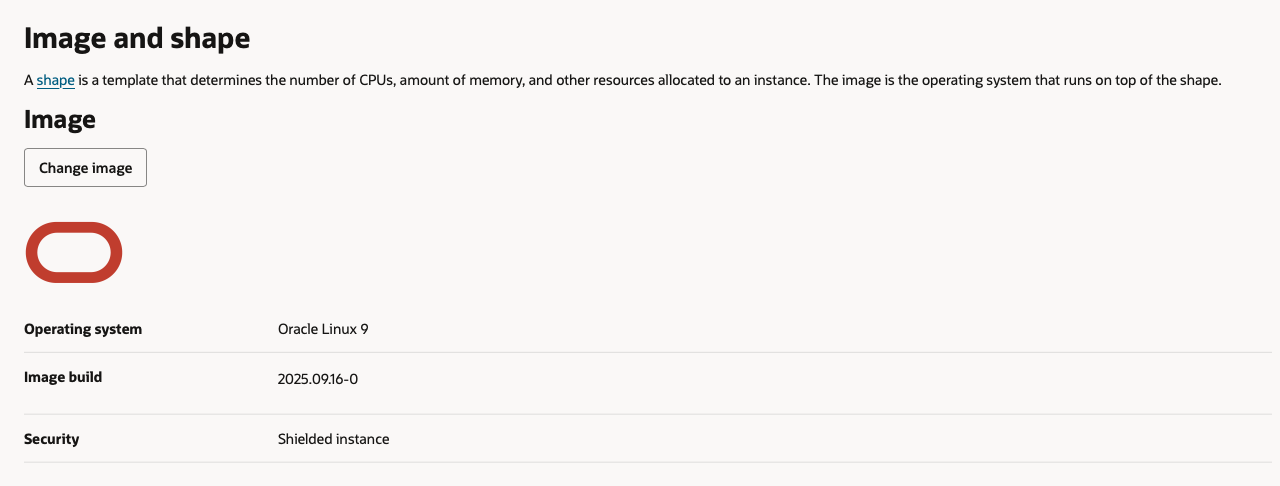 Image and shape
A shape is a template that determines the number of CPUs, amount of memory, and other resources allocated to an instance. The image is the operating system that runs on top of the shape.
Image
Change image
Operating system Oracle Linux 9
Image build 2025.09.16-0
Security Shielded instance